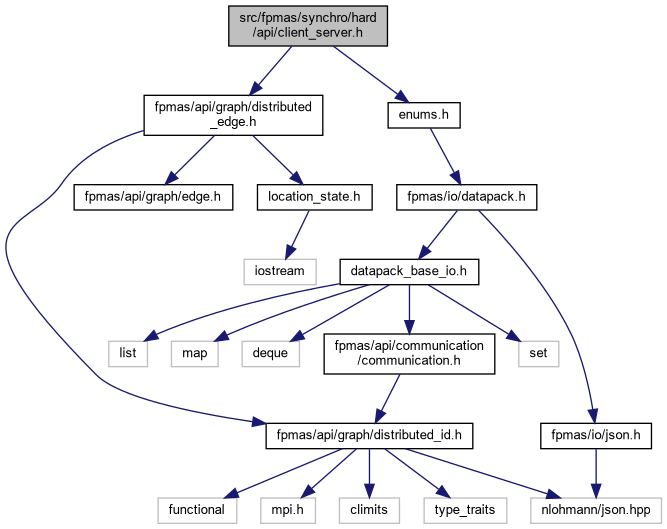 src/fpmas/synchro/hard
/api/client_server.h
fpmas/api/graph/distributed
_edge.h
enums.h
fpmas/api/graph/edge.h
location_state.h
fpmas/io/datapack.h
iostream
datapack_base_io.h
list
map
deque
fpmas/api/communication
/communication.h
set
fpmas/api/graph/distributed_id.h
fpmas/io/json.h
functional
mpi.h
climits
type_traits
nlohmann/json.hpp